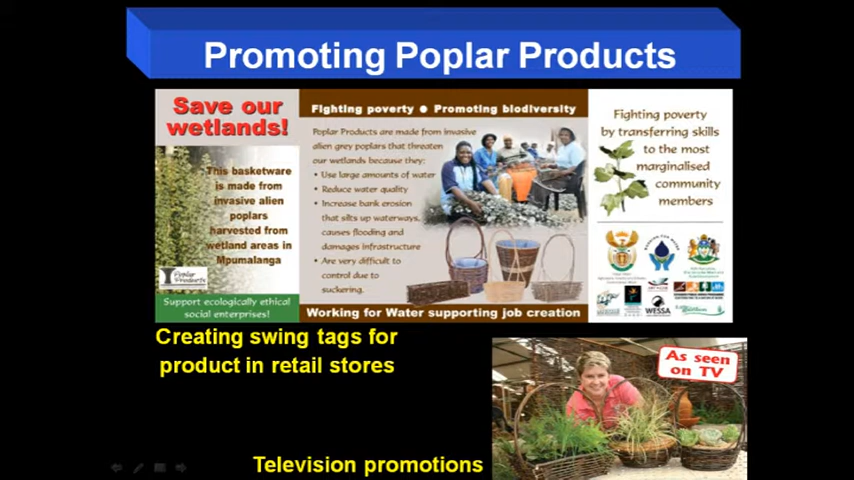 Promoting Poplar Products
Save our
wetlands!
This basketware
is made from
invasive alien
poplars
harvested from
wetland areas in
Mpumalanga
Poplar
Products
Support ecologically ethical
social enterprises!
Fighting poverty ● Promoting biodiversity
Poplar Products are made from invasive
alien grey poplars that threaten
our wetlands because they:
• Use large amounts of water
• Reduce water quality
• Increase bank erosion
that silts up waterways,
causes flooding and
damages infrastructure
• Are very difficult to
control due to
suckering.
Working for Water supporting job creation
Fighting poverty
by transferring skills
to the most
marginalised
community
members
WESSA
Creating swing tags for
product in retail stores
As seen
on TV
Television promotions